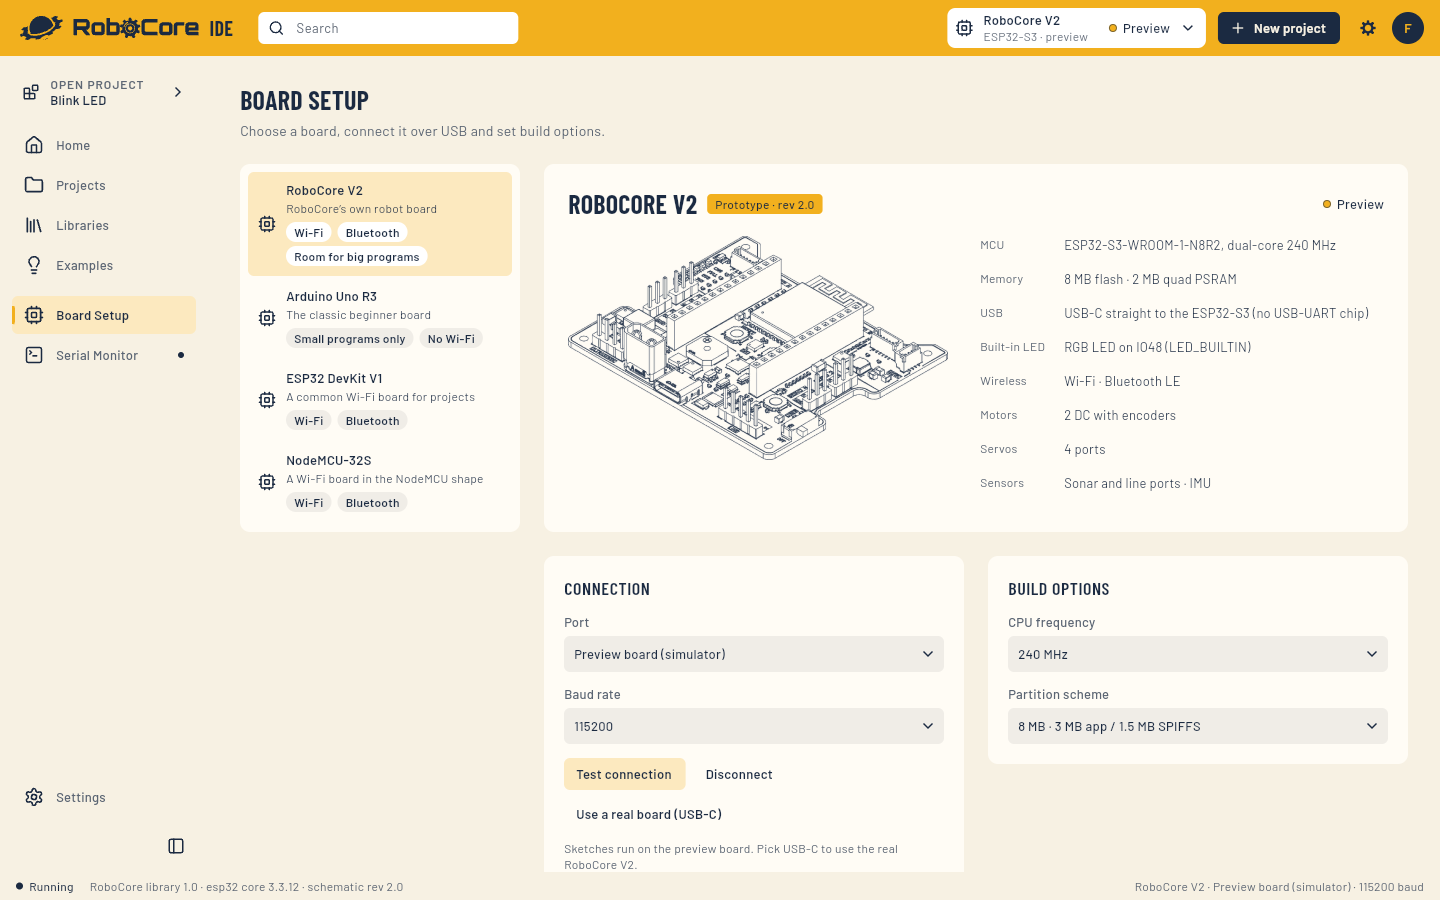 RoboCore IDE
Search
RoboCore V2
ESP32-S3 · preview
Preview
New project
F
OPEN PROJECT
Blink LED
Home
Projects
Libraries
Examples
Board Setup
Serial Monitor
Settings
BOARD SETUP
Choose a board, connect it over USB and set build options.
RoboCore V2
RoboCore's own robot board
Wi-Fi Bluetooth
Room for big programs
Arduino Uno R3
The classic beginner board
Small programs only No Wi-Fi
ESP32 DevKit V1
A common Wi-Fi board for projects
Wi-Fi Bluetooth
NodeMCU-32S
A Wi-Fi board in the NodeMCU shape
Wi-Fi Bluetooth
ROBOCORE V2 Prototype · rev 2.0
Preview
MCU ESP32-S3-WROOM-1-N8R2, dual-core 240 MHz
Memory 8 MB flash · 2 MB quad PSRAM
USB USB-C straight to the ESP32-S3 (no USB-UART chip)
Built-in LED RGB LED on IO48 (LED_BUILTIN)
Wireless Wi-Fi · Bluetooth LE
Motors 2 DC with encoders
Servos 4 ports
Sensors Sonar and line ports · IMU
CONNECTION
Port
Preview board (simulator)
Baud rate
115200
Test connection Disconnect
Use a real board (USB-C)
Sketches run on the preview board. Pick USB-C to use the real
RoboCore V2.
BUILD OPTIONS
CPU frequency
240 MHz
Partition scheme
8 MB · 3 MB app / 1.5 MB SPIFFS
Running RoboCore library 1.0 · esp32 core 3.3.12 · schematic rev 2.0
RoboCore V2 · Preview board (simulator) · 115200 baud